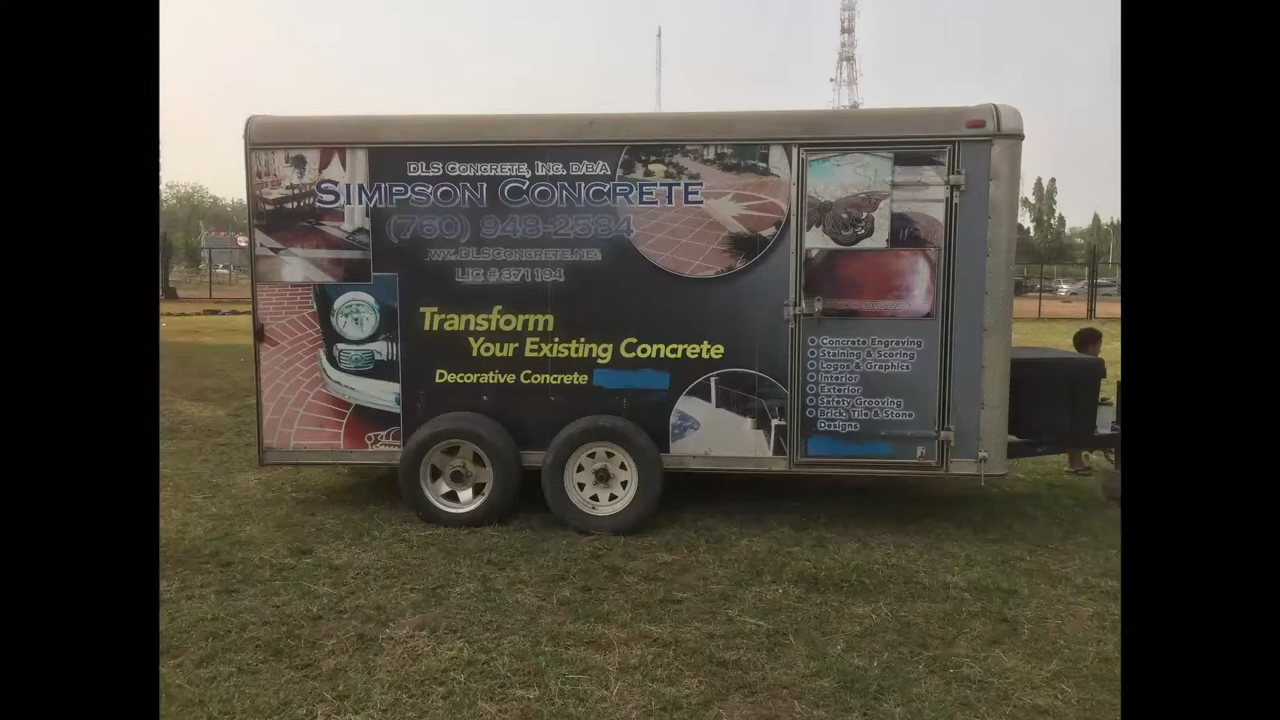 DLS CONCRETE, INC. D/B/A
SIMPSON CONCRETE
(760) 948-2584
WWW.DLSCONCRETE.NET
LIC # 371194
Transform
Your Existing Concrete
Decorative Concrete
Concrete Engraving
Staining & Scoring
Logos & Graphics
Interior
Exterior
Safety Grooving
Brick, Tile & Stone
Designs